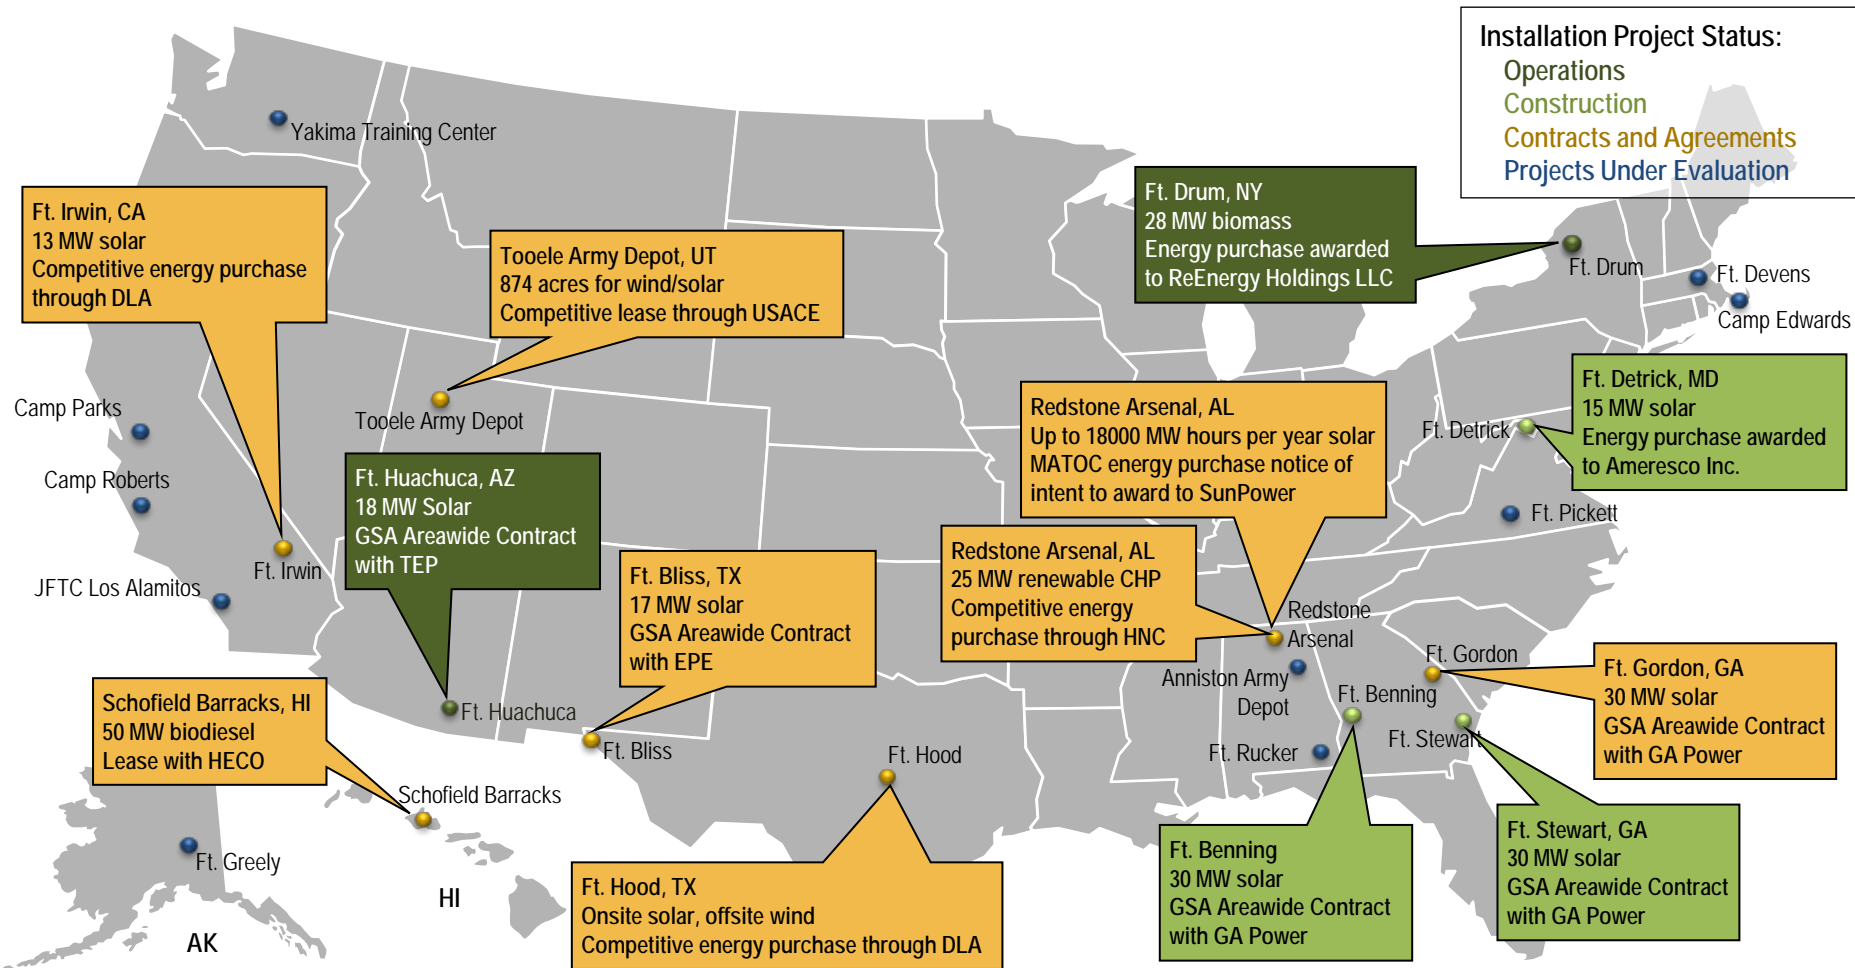 Installation Project Status:
Operations
Construction
Contracts and Agreements
Projects Under Evaluation
Yakima Training Center
Ft. Irwin, CA
13 MW solar
Competitive energy purchase
through DLA
Tooele Army Depot, UT
874 acres for wind/solar
Competitive lease through USACE
Ft. Drum, NY
28 MW biomass
Energy purchase awarded
to ReEnergy Holdings LLC
Ft. Drum
Ft. Devens
Camp Edwards
Ft. Detrick, MD
15 MW solar
Energy purchase awarded
to Ameresco Inc.
Camp Parks
Tooele Army Depot
Redstone Arsenal, AL
Up to 18000 MW hours per year solar
MATOC energy purchase notice of
intent to award to SunPower
Ft. Detrick
Camp Roberts
Ft. Huachuca, AZ
18 MW Solar
GSA Areawide Contract
with TEP
Ft. Pickett
Ft. Irwin
JFTC Los Alamitos
Ft. Bliss, TX
17 MW solar
GSA Areawide Contract
with EPE
Redstone Arsenal, AL
25 MW renewable CHP
Competitive energy
purchase through HNC
Redstone
Arsenal
Ft. Gordon
Ft. Gordon, GA
30 MW solar
GSA Areawide Contract
with GA Power
Anniston Army
Depot
Ft. Benning
Ft. Stewart
Ft. Rucker
Schofield Barracks, HI
50 MW biodiesel
Lease with HECO
Ft. Huachuca
Ft. Bliss
Ft. Hood
Schofield Barracks
Ft. Greely
HI
AK
Ft. Hood, TX
Onsite solar, offsite wind
Competitive energy purchase through DLA
Ft. Benning
30 MW solar
GSA Areawide Contract
with GA Power
Ft. Stewart, GA
30 MW solar
GSA Areawide Contract
with GA Power